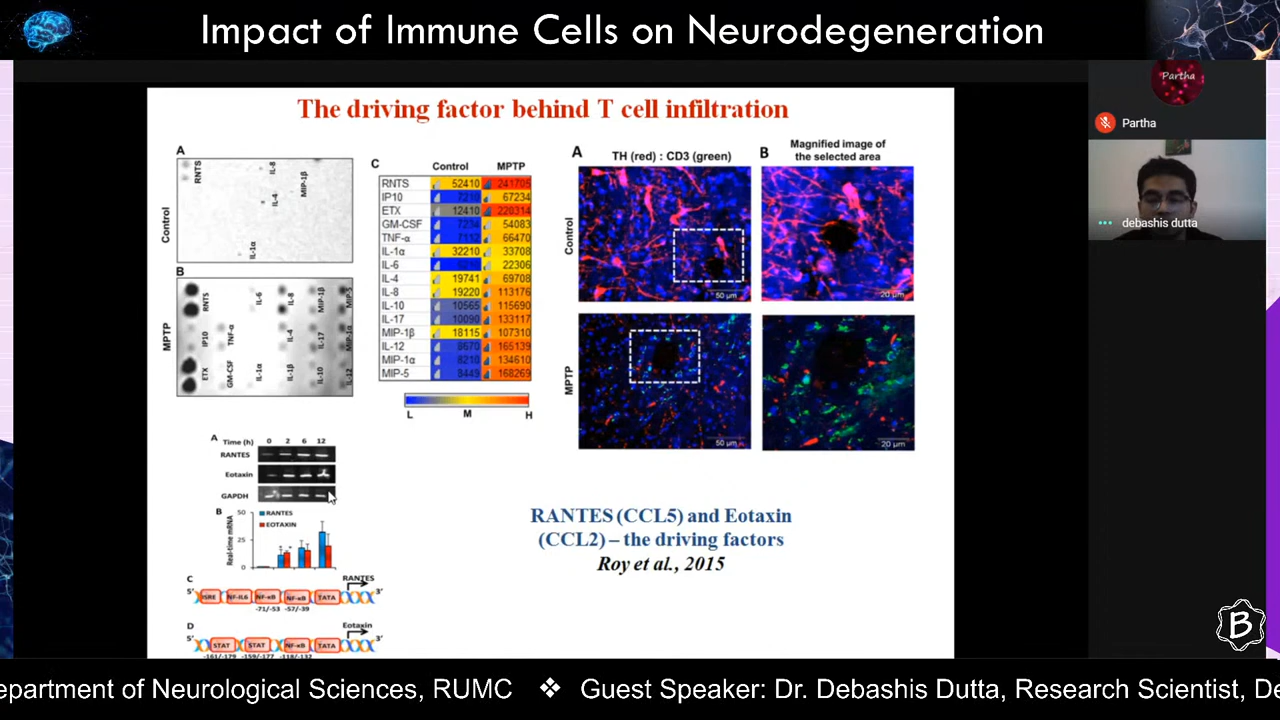 Impact of Immune Cells on Neurodegeneration
The driving factor behind T cell infiltration
A
Control
RNTS
IL-8
IL-4
MIP-1β
IL-1α
B
MPTP
RNTS
IL-6
IL-8
MIP-1β
MIP-5
IP10
TNF-α
IL-4
IL-17
MIP-1α
ETX
GM-CSF
IL-1α
IL-1β
IL-10
IL-12
C
Control MPTP
RNTS 52410 241705
IP10 67234
ETX 12410 220314
GM-CSF 54083
TNF-α 66470
IL-1α 32210 33708
IL-6 22306
IL-4 19741 69708
IL-8 19220 113176
IL-10 10565 115690
IL-17 10090 133117
MIP-1β 18115 107310
IL-12 165139
MIP-1α 8210 134610
MIP-5 8449 168269
L M H
A
TH (red) : CD3 (green)
B
Magnified image of
the selected area
Control
50 μm
20 μm
MPTP
50 μm
20 μm
A
Time (h) 0 2 6 12
RANTES
Eotaxin
GAPDH
B
Real-time mRNA
50
25
0
RANTES
EOTAXIN
* *
C
RANTES
5' ISRE NF-IL6 NF-κB NF-κB TATA 3'
-71/-53 -57/-39
D
Eotaxin
5' STAT STAT NF-κB TATA 3'
-161/-179 -159/-177 -118/-132
RANTES (CCL5) and Eotaxin
(CCL2) – the driving factors
Roy et al., 2015
Partha
Partha
debashis dutta
B
epartment of Neurological Sciences, RUMC ❖ Guest Speaker: Dr. Debashis Dutta, Research Scientist, De